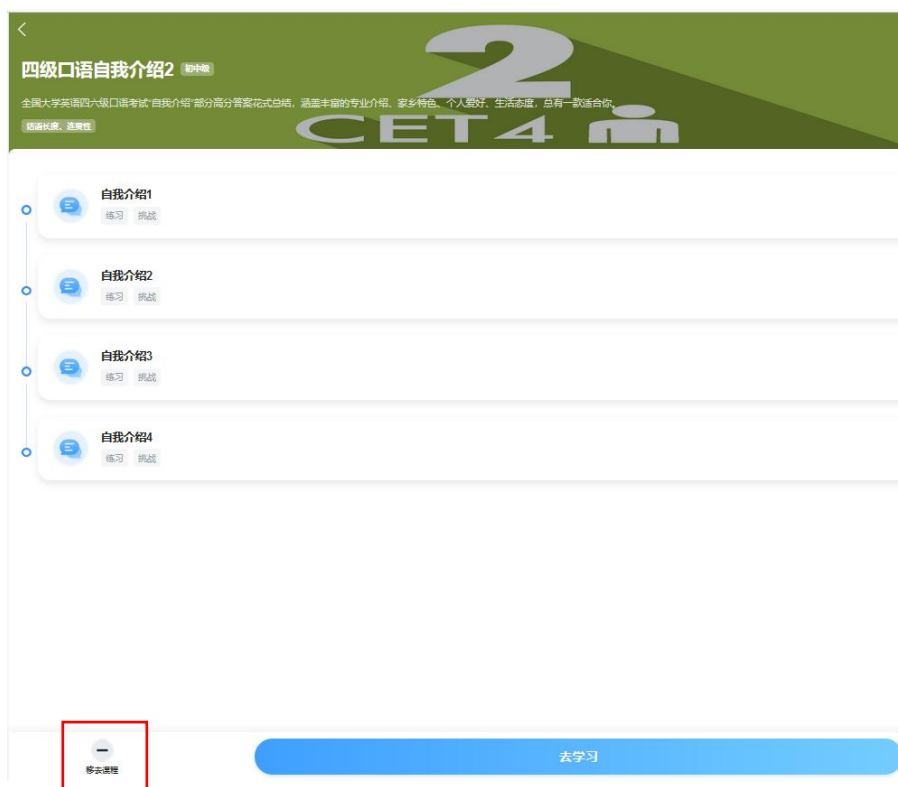 四级口语自我介绍2 初中级
全国大学英语四六级口语考试"自我介绍"部分高分答案花式总结，涵盖丰富的专业介绍、家乡特色、个人爱好、生活态度，总有一款适合你。
话语长度、连贯性
2
CET4
自我介绍1
练习 挑战
自我介绍2
练习 挑战
自我介绍3
练习 挑战
自我介绍4
练习 挑战
移去课程
去学习